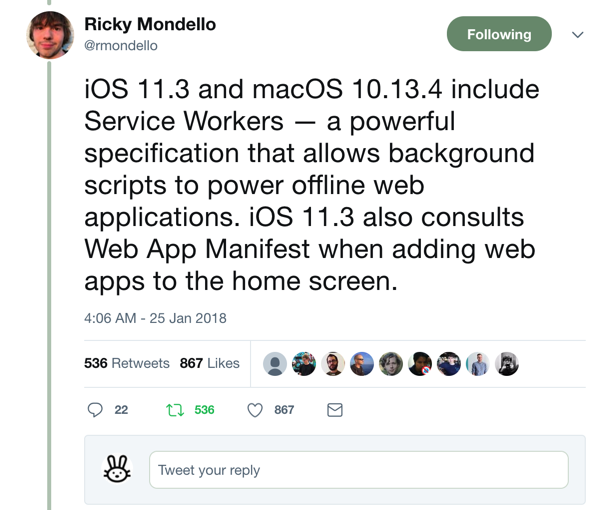 Ricky Mondello
@rmondello
Following
iOS 11.3 and macOS 10.13.4 include
Service Workers — a powerful
specification that allows background
scripts to power offline web
applications. iOS 11.3 also consults
Web App Manifest when adding web
apps to the home screen.
4:06 AM - 25 Jan 2018
536 Retweets 867 Likes
22 536 867
Tweet your reply